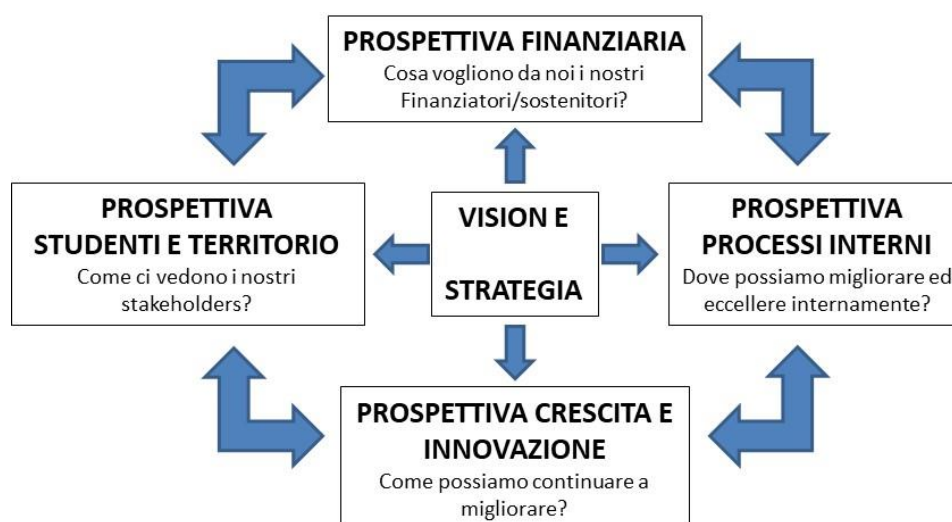 PROSPETTIVA FINANZIARIA
Cosa vogliono da noi i nostri
Finanziatori/sostenitori?
PROSPETTIVA
STUDENTI E TERRITORIO
Come ci vedono i nostri
stakeholders?
VISION E
STRATEGIA
PROSPETTIVA
PROCESSI INTERNI
Dove possiamo migliorare ed
eccellere internamente?
PROSPETTIVA CRESCITA E
INNOVAZIONE
Come possiamo continuare a
migliorare?